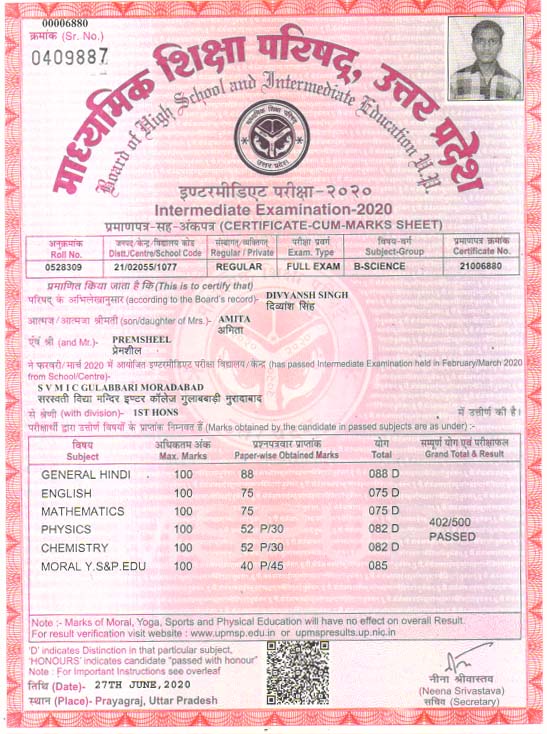 00006880
क्रमांक (Sr. No.)
0409887
माध्यमिक शिक्षा परिषद्, उत्तर प्रदेश
Board of High School and Intermediate Education U.P.
माध्यमिक शिक्षा परिषद्
उत्तर प्रदेश
इण्टरमीडिएट परीक्षा-२०२०
Intermediate Examination-2020
प्रमाणपत्र-सह-अंकपत्र (CERTIFICATE-CUM-MARKS SHEET)
अनुक्रमांक जनपद/केन्द्र/विद्यालय कोड संस्थागत/व्यक्तिगत परीक्षा प्रवर्ग विषय-वर्ग प्रमाणपत्र क्रमांक
Roll No. Distt./Centre/School Code Regular / Private Exam. Type Subject-Group Certificate No.
0528309 21/02055/1077 REGULAR FULL EXAM B-SCIENCE 21006880
प्रमाणित किया जाता है कि (This is to certify that)
परिषद् के अभिलेखानुसार (according to the Board's record)- DIVYANSH SINGH
दिव्यांश सिंह
आत्मज/आत्मजा श्रीमती (son/daughter of Mrs.)- AMITA
अमिता
एवं श्री (and Mr.)- PREMSHEEL
प्रेमशील
ने फरवरी/मार्च 2020 में आयोजित इण्टरमीडिएट परीक्षा विद्यालय/केन्द्र (has passed Intermediate Examination held in February/March 2020
from School/Centre)-
S V M I C GULABBARI MORADABAD
सरस्वती विद्या मन्दिर इण्टर कॉलेज गुलाबबाड़ी मुरादाबाद
से श्रेणी (with division)- 1ST HONS में उत्तीर्ण की है।
परीक्षार्थी द्वारा उत्तीर्ण विषयों के प्राप्तांक निम्नवत हैं (Marks obtained by the candidate in passed subjects are as under) :-
विषय अधिकतम अंक प्रश्नपत्रवार प्राप्तांक योग सम्पूर्ण योग एवं परीक्षाफल
Subject Max. Marks Paper-wise Obtained Marks Total Grand Total & Result
GENERAL HINDI 100 88 088 D
ENGLISH 100 75 075 D
MATHEMATICS 100 75 075 D
PHYSICS 100 52 P/30 082 D 402/500
PASSED
CHEMISTRY 100 52 P/30 082 D
MORAL Y.S&P.EDU 100 40 P/45 085
Note :- Marks of Moral, Yoga, Sports and Physical Education will have no effect on overall Result.
For result verification visit website : www.upmsp.edu.in or upmspresults.up.nic.in
'D' indicates Distinction in that particular subject,
'HONOURS' indicates candidate "passed with honour"
Note : For Important Instructions see overleaf
तिथि (Date)- 27TH JUNE, 2020
स्थान (Place)- Prayagraj, Uttar Pradesh
नीना श्रीवास्तव
(Neena Srivastava)
सचिव (Secretary)